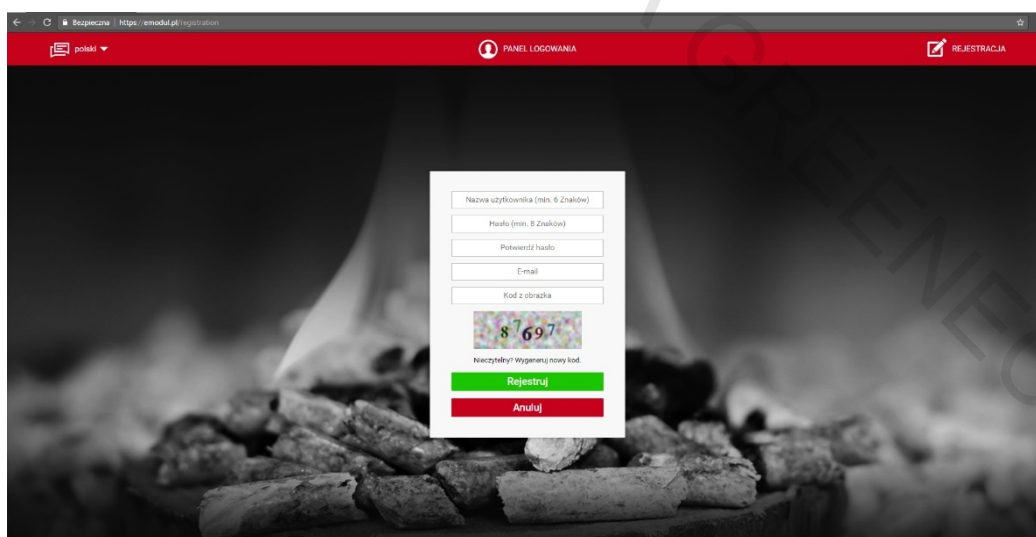 Bezpieczna | https://emodul.pl/registration
polski
PANEL LOGOWANIA
REJESTRACJA
Nazwa użytkownika (min. 6 Znaków)
Hasło (min. 8 Znaków)
Potwierdź hasło
E-mail
Kod z obrazka
87697
Nieczytelny? Wygeneruj nowy kod.
Rejestruj
Anuluj